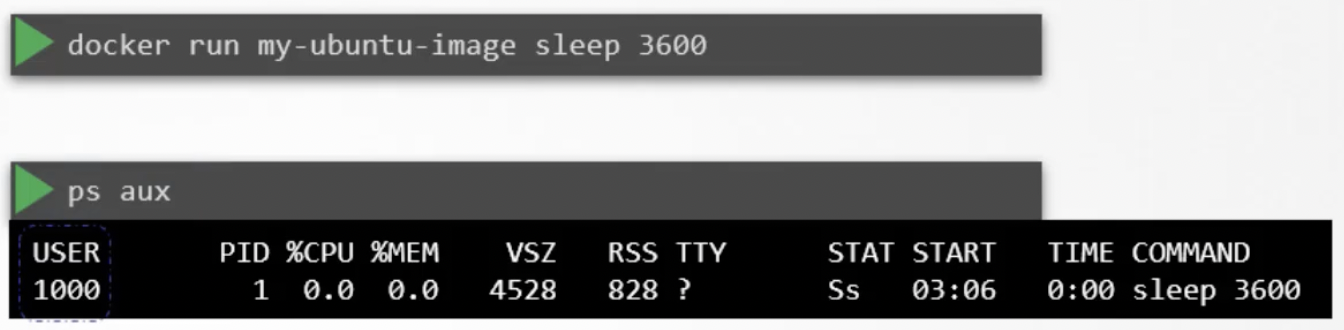 docker run my-ubuntu-image sleep 3600
ps aux
USER PID %CPU %MEM VSZ RSS TTY STAT START TIME COMMAND
1000 1 0.0 0.0 4528 828 ? Ss 03:06 0:00 sleep 3600